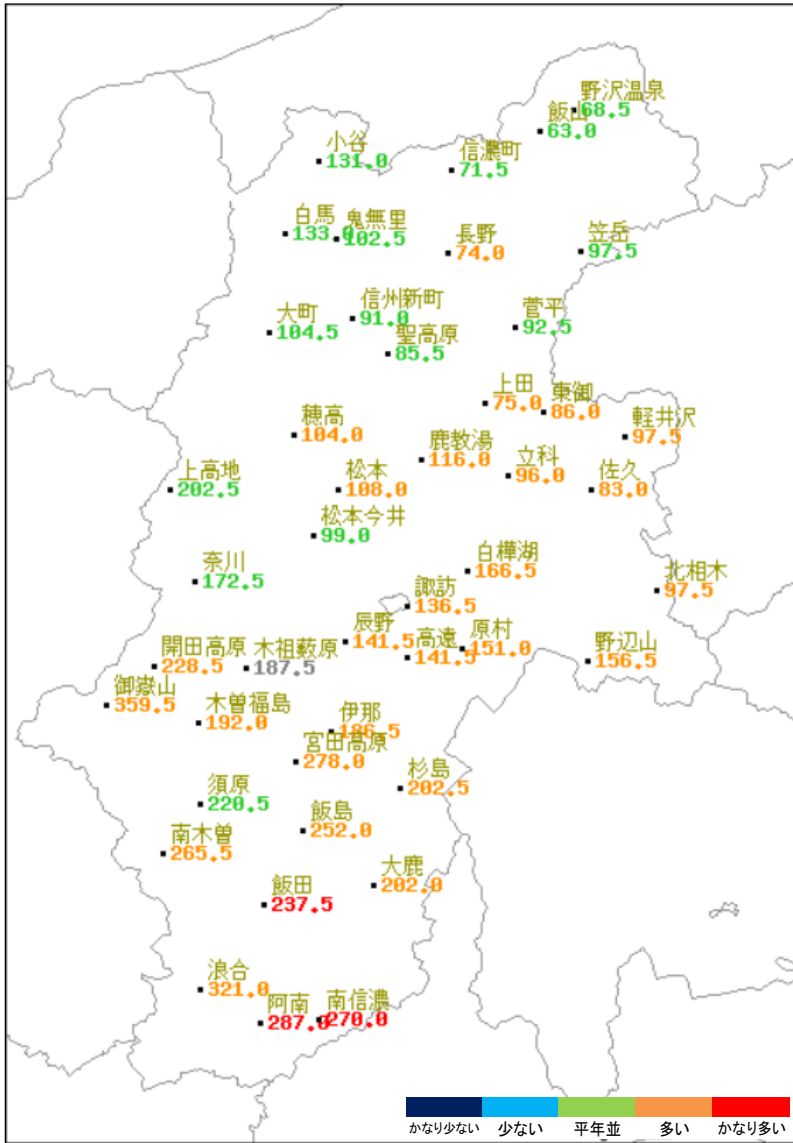 野沢温泉
68.5
飯山
63.0
小谷
131.0
信濃町
71.5
白馬
133.0
鬼無里
102.5
長野
74.0
笠岳
97.5
信州新町
91.0
大町
104.5
菅平
92.5
聖高原
85.5
上田
75.0
東御
86.0
穂高
104.0
軽井沢
97.5
鹿教湯
116.0
上高地
202.5
松本
108.0
立科
96.0
佐久
83.0
松本今井
99.0
奈川
172.5
白樺湖
166.5
北相木
97.5
諏訪
136.5
辰野
141.5
高遠
141.5
原村
151.0
野辺山
156.5
開田高原
228.5
木祖薮原
187.5
御嶽山
359.5
木曽福島
192.0
伊那
186.5
宮田高原
278.0
杉島
202.5
須原
220.5
飯島
252.0
南木曽
265.5
大鹿
202.0
飯田
237.5
浪合
321.0
阿南
287.0
南信濃
270.0
かなり少ない 少ない 平年並 多い かなり多い